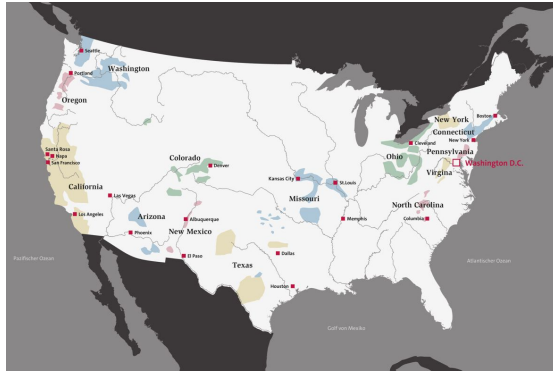 Seattle
Washington
Portland
Oregon
Santa Rosa
Napa
San Francisco
California
Los Angeles
Las Vegas
Arizona
Phoenix
Colorado
Denver
Albuquerque
New Mexico
El Paso
Texas
Dallas
Houston
Kansas City
St.Louis
Missouri
Memphis
Ohio
Cleveland
New York
Boston
Connecticut
New York
Pennsylvania
Washington D.C.
Virginia
North Carolina
Columbia
Pazifischer Ozean
Atlantischer Ozean
Golf von Mexiko